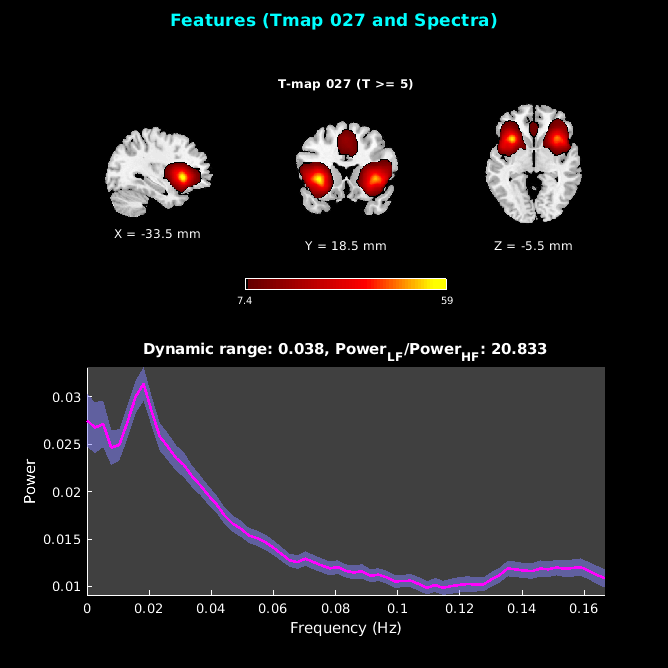 Features (Tmap 027 and Spectra)
T-map 027 (T >= 5)
X = -33.5 mm
Y = 18.5 mm
Z = -5.5 mm
7.4
59
Dynamic range: 0.038, Power_LF/Power_HF: 20.833
0.03
0.025
0.02
0.015
0.01
Power
0
0.02
0.04
0.06
0.08
0.1
0.12
0.14
0.16
Frequency (Hz)